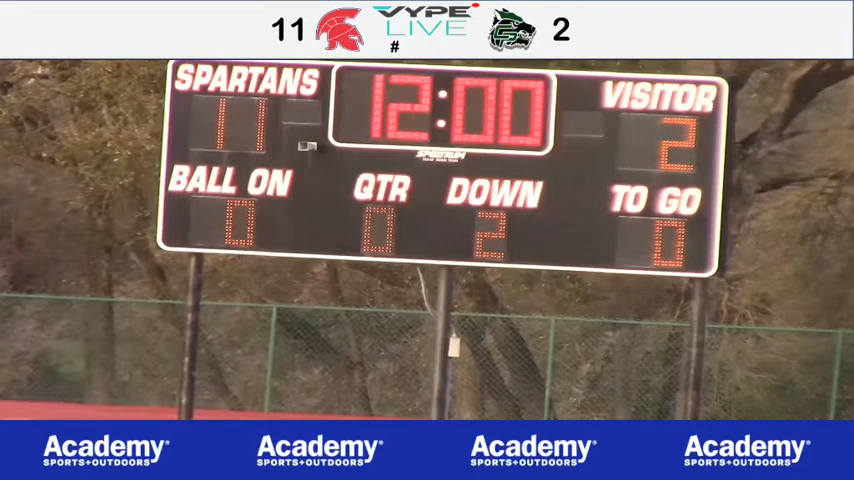 11 VYPE LIVE 2
#
SPARTANS 12:00 VISITOR
11 2
SPECTRUM
BALL ON QTR DOWN TO GO
0 0 2 0
Academy Academy Academy Academy
SPORTS+OUTDOORS SPORTS+OUTDOORS SPORTS+OUTDOORS SPORTS+OUTDOORS